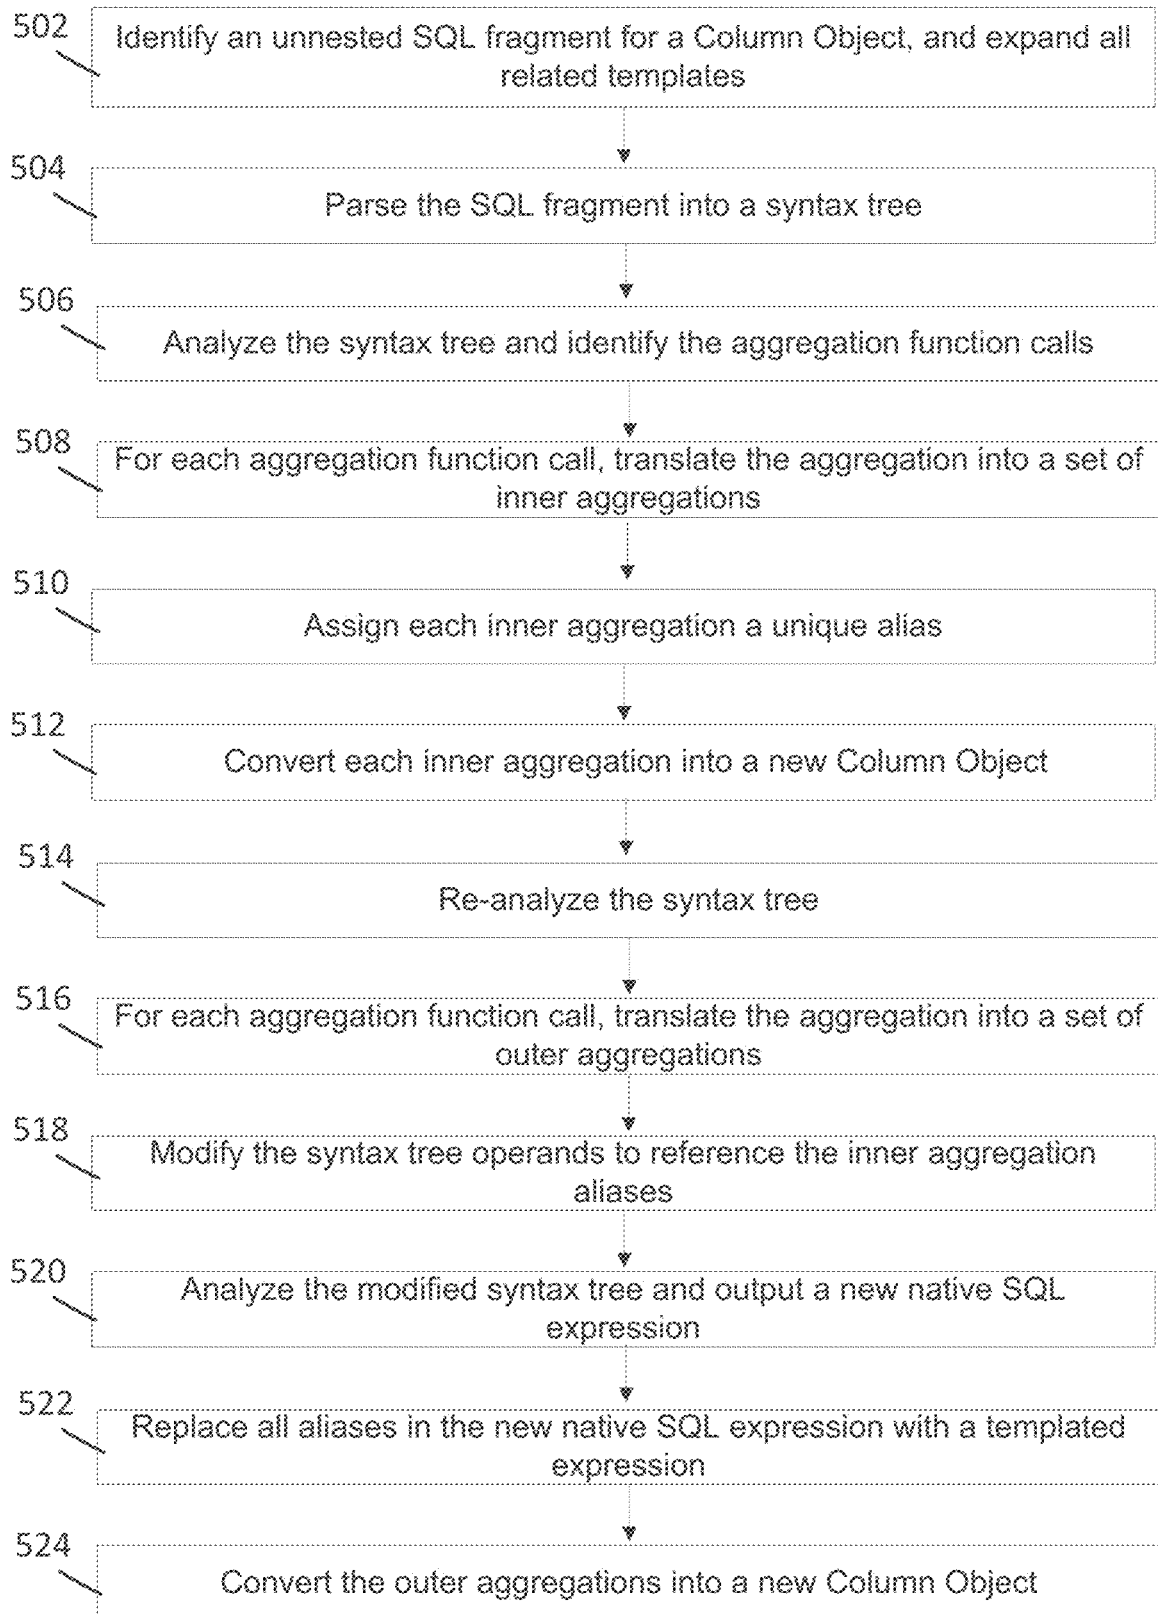 502
Identify an unnested SQL fragment for a Column Object, and expand all
related templates
504
Parse the SQL fragment into a syntax tree
506
Analyze the syntax tree and identify the aggregation function calls
508
For each aggregation function call, translate the aggregation into a set of
inner aggregations
510
Assign each inner aggregation a unique alias
512
Convert each inner aggregation into a new Column Object
514
Re-analyze the syntax tree
516
For each aggregation function call, translate the aggregation into a set of
outer aggregations
518
Modify the syntax tree operands to reference the inner aggregation
aliases
520
Analyze the modified syntax tree and output a new native SQL
expression
522
Replace all aliases in the new native SQL expression with a templated
expression
524
Convert the outer aggregations into a new Column Object